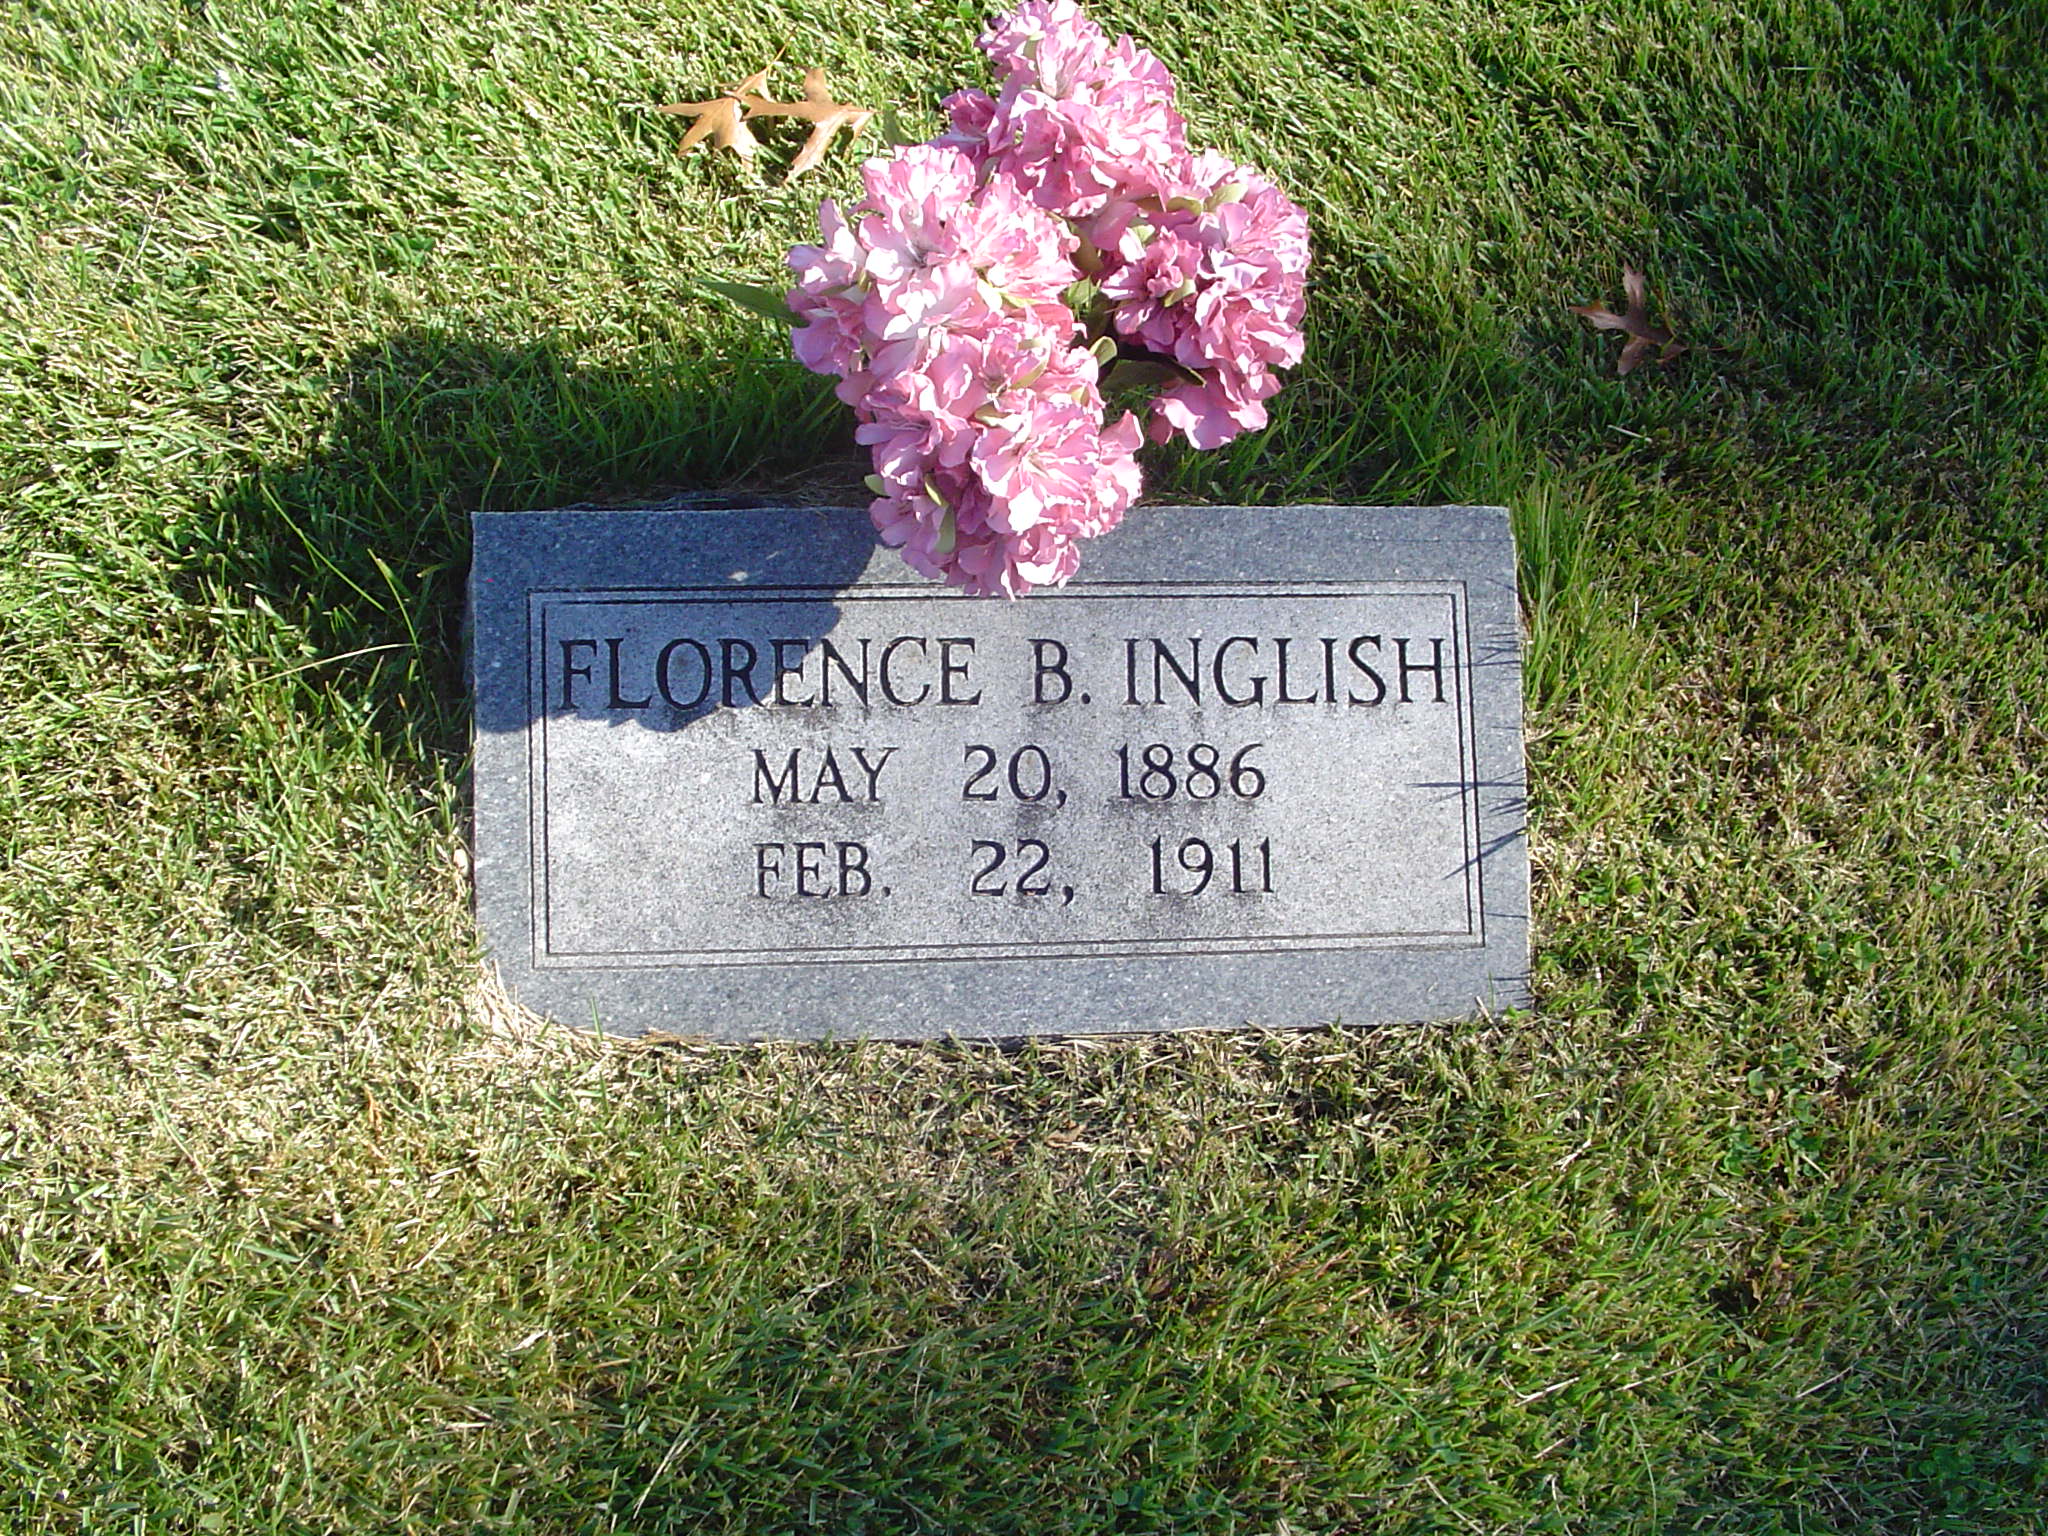 FLORENCE B. INGLISH
MAY 20, 1886
FEB. 22, 1911